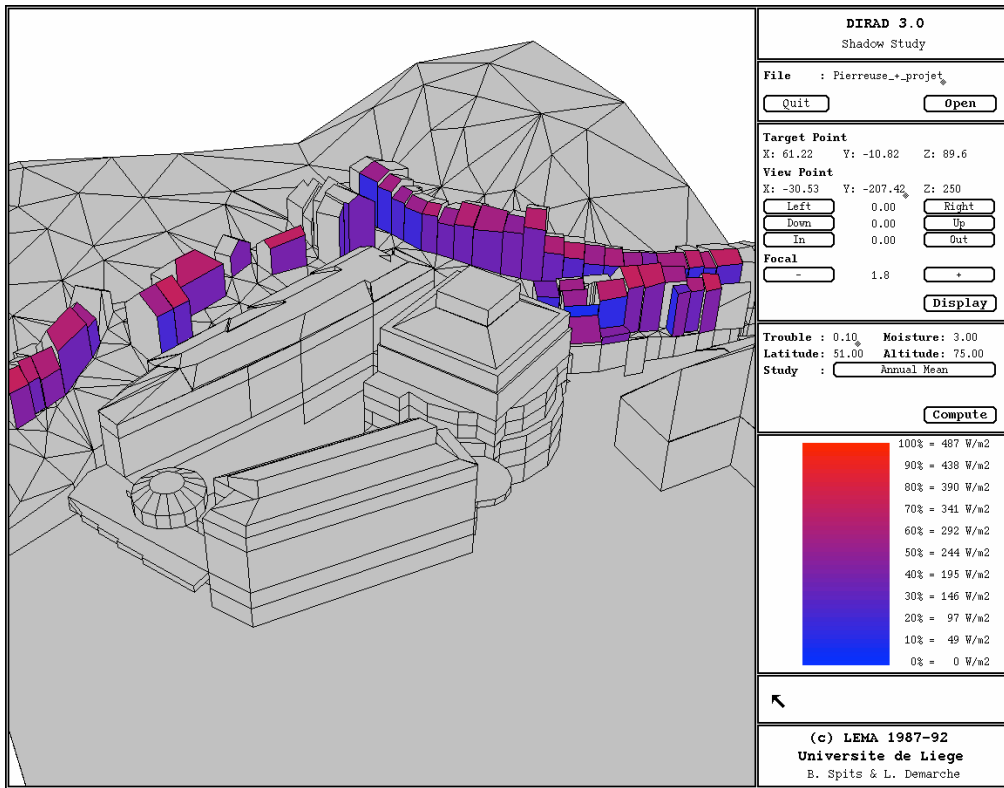 DIRAD 3.0
Shadow Study
File : Pierreuse_+_projet
Quit Open
Target Point
X: 61.22 Y: -10.82 Z: 89.6
View Point
X: -30.53 Y: -207.42 Z: 250
Left 0.00 Right
Down 0.00 Up
In 0.00 Out
Focal
- 1.8 +
Display
Trouble : 0.10 Moisture: 3.00
Latitude: 51.00 Altitude: 75.00
Study : Annual Mean
Compute
100% = 487 W/m2
90% = 438 W/m2
80% = 390 W/m2
70% = 341 W/m2
60% = 292 W/m2
50% = 244 W/m2
40% = 195 W/m2
30% = 146 W/m2
20% = 97 W/m2
10% = 49 W/m2
0% = 0 W/m2
(c) LEMA 1987-92
Universite de Liege
B. Spits & L. Demarche